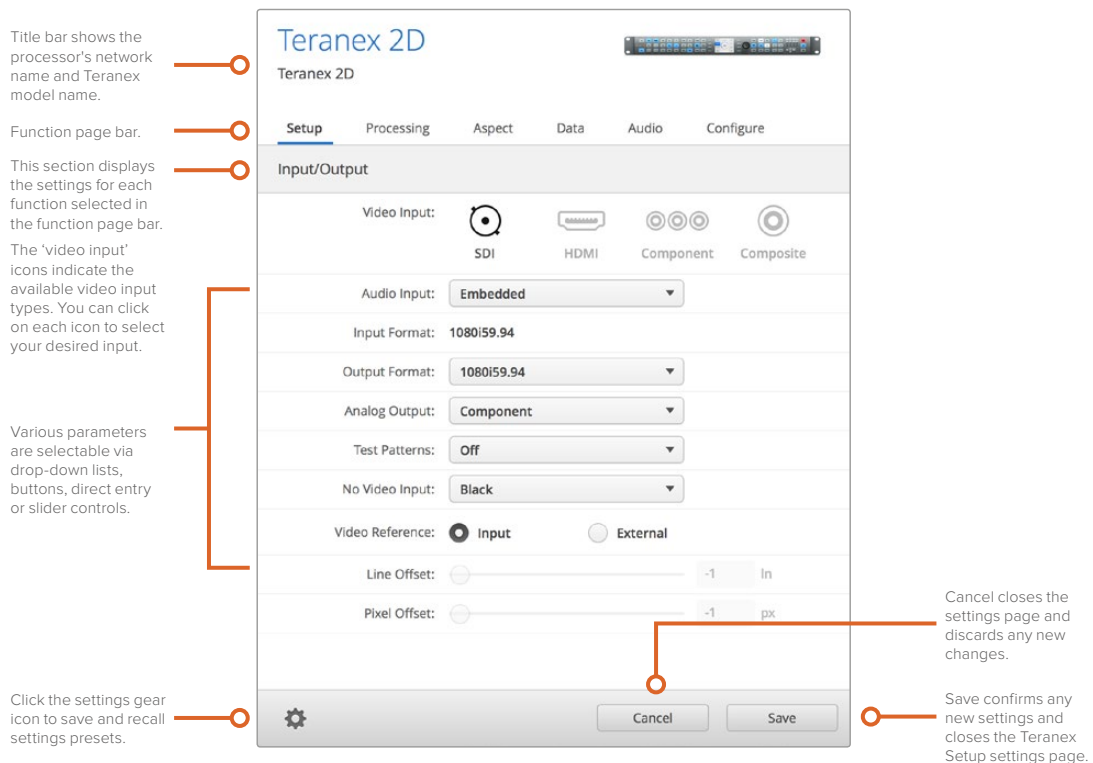 Title bar shows the
processor's network
name and Teranex
model name.
Function page bar.
This section displays
the settings for each
function selected in
the function page bar.
The 'video input'
icons indicate the
available video input
types. You can click
on each icon to select
your desired input.
Various parameters
are selectable via
drop-down lists,
buttons, direct entry
or slider controls.
Click the settings gear
icon to save and recall
settings presets.
Teranex 2D
Teranex 2D
Setup Processing Aspect Data Audio Configure
Input/Output
Video Input:
SDI HDMI Component Composite
Audio Input: Embedded
Input Format: 1080i59.94
Output Format: 1080i59.94
Analog Output: Component
Test Patterns: Off
No Video Input: Black
Video Reference: Input External
Line Offset: -1 ln
Pixel Offset: -1 px
Cancel Save
Cancel closes the
settings page and
discards any new
changes.
Save confirms any
new settings and
closes the Teranex
Setup settings page.